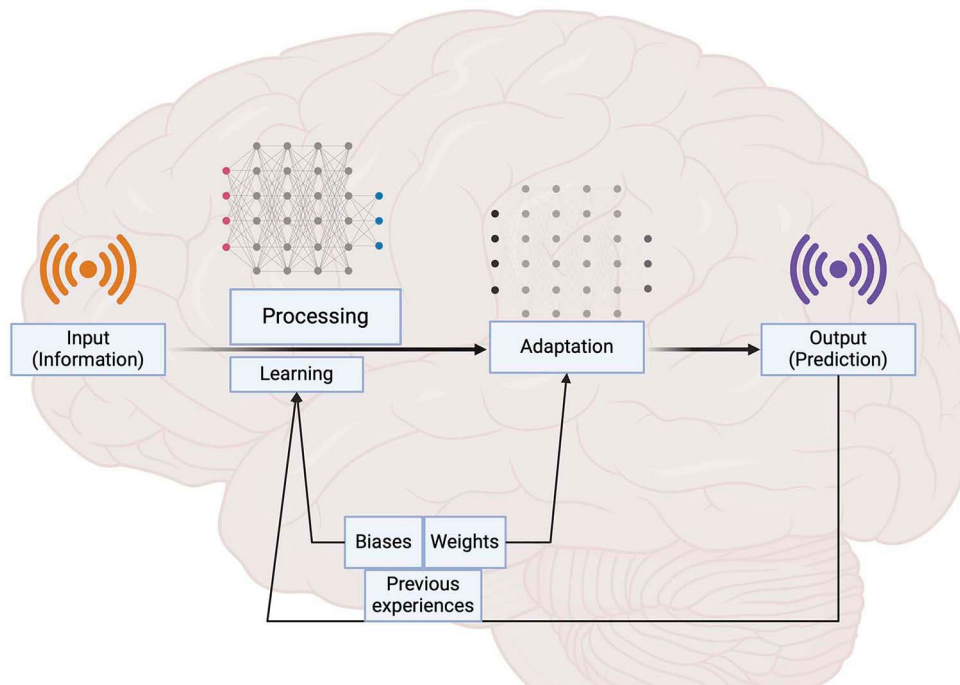 Input
(Information)
Processing
Learning
Adaptation
Output
(Prediction)
Biases
Weights
Previous
experiences